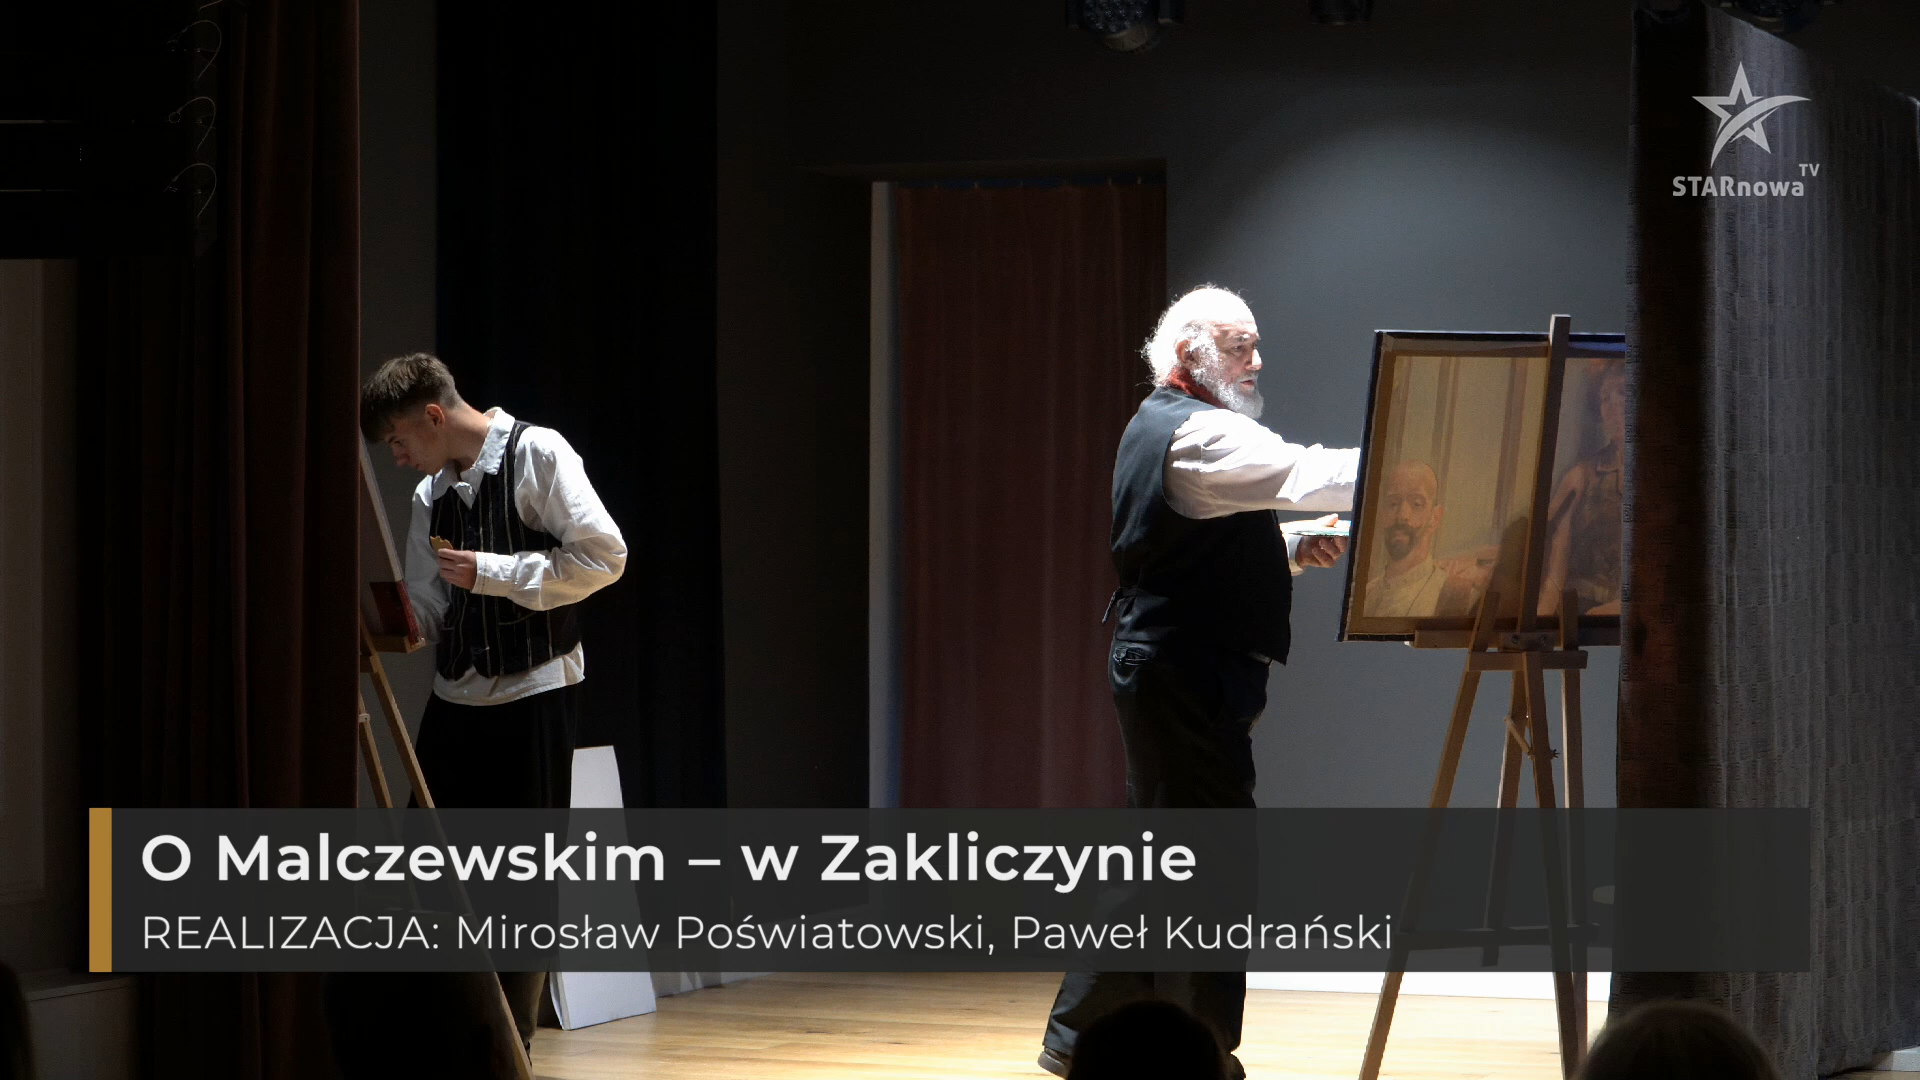 STARnowa TV
O Malczewskim – w Zakliczynie
REALIZACJA: Mirosław Poświatowski, Paweł Kudrański